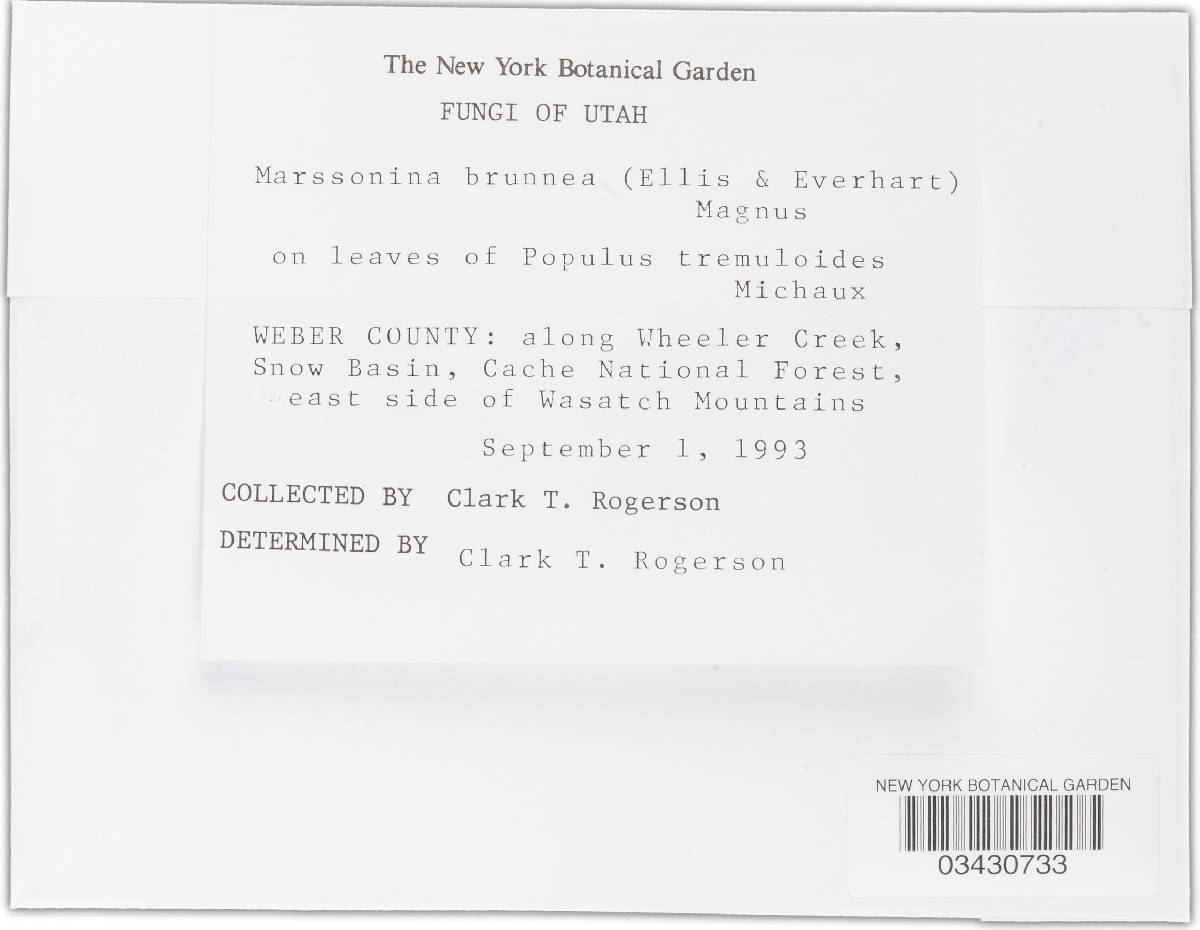 The New York Botanical Garden
FUNGI OF UTAH
Marssonina brunnea (Ellis & Everhart)
Magnus
on leaves of Populus tremuloides
Michaux
WEBER COUNTY: along Wheeler Creek,
Snow Basin, Cache National Forest,
east side of Wasatch Mountains
September 1, 1993
COLLECTED BY Clark T. Rogerson
DETERMINED BY Clark T. Rogerson
NEW YORK BOTANICAL GARDEN
03430733